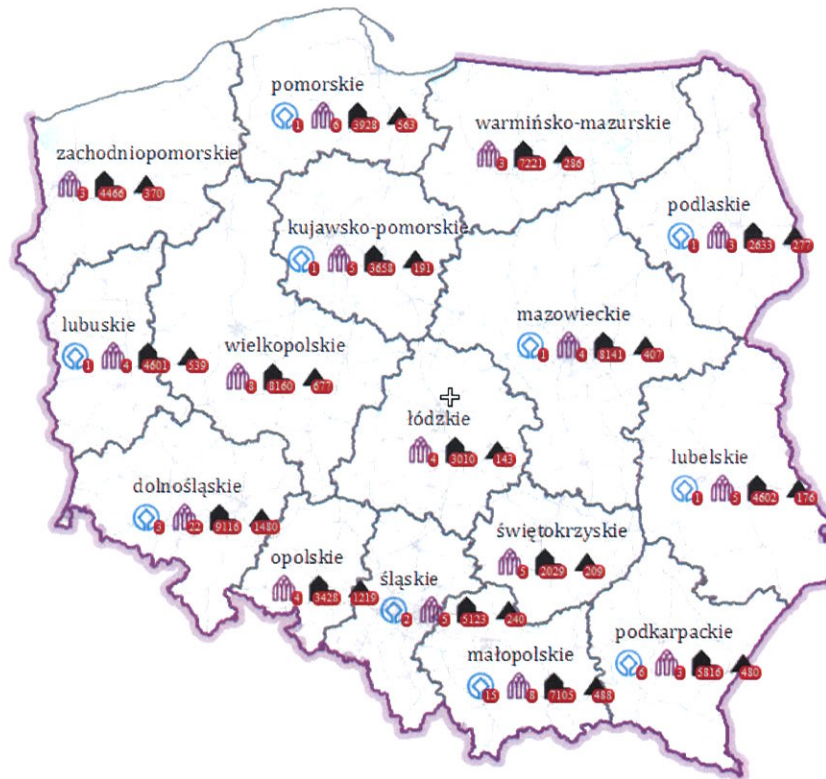 pomorskie
1 6 3928 563
warmińsko-mazurskie
3 7221 286
zachodniopomorskie
3 4466 370
podlaskie
1 3 2633 277
kujawsko-pomorskie
1 5 3658 191
mazowieckie
1 4 8141 407
lubuskie
1 4 4601 539
wielkopolskie
8 8160 677
łódzkie
4 3010 143
lubelskie
1 5 4602 176
dolnośląskie
3 22 9116 1480
świętokrzyskie
5 2029 209
opolskie
4 3428 1219
śląskie
2 5 5123 240
podkarpackie
6 3 5816 480
małopolskie
15 8 7105 488